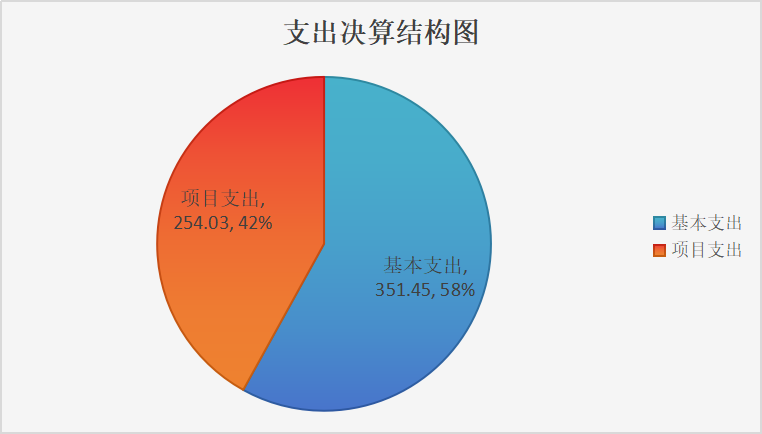 支出决算结构图
项目支出,
254.03, 42%
基本支出,
351.45, 58%
基本支出
项目支出